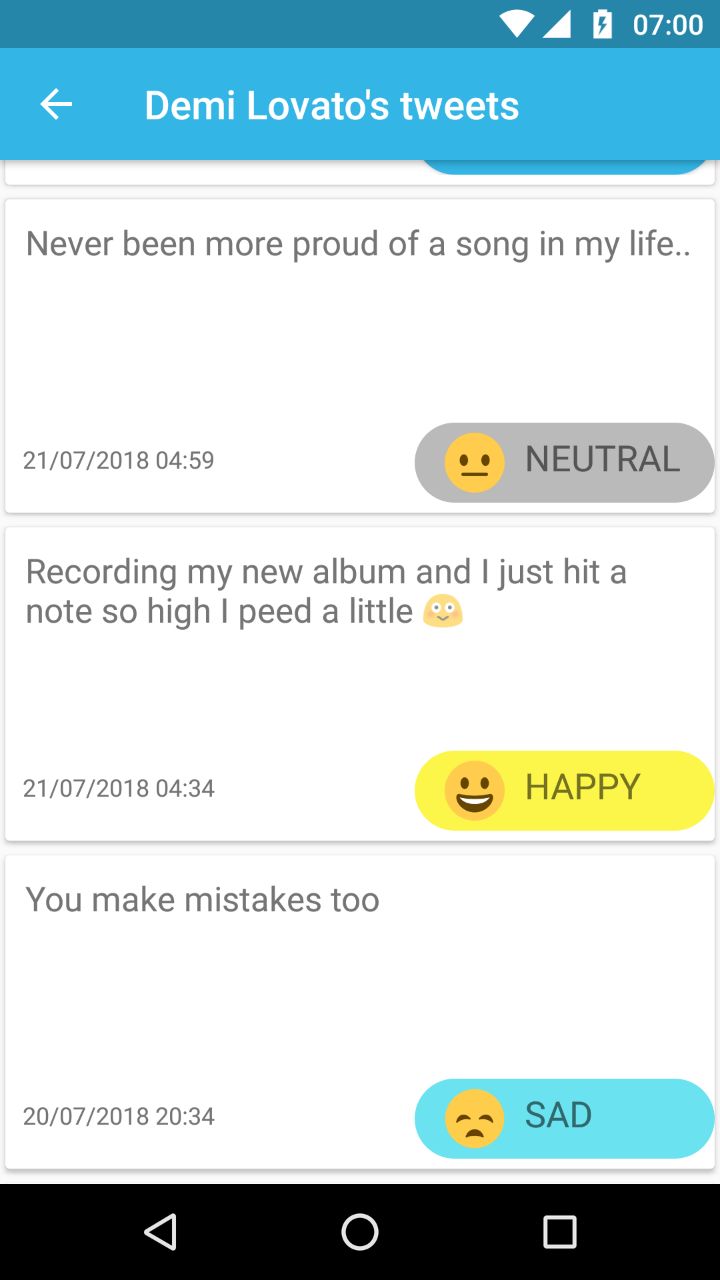 07:00
Demi Lovato's tweets
Never been more proud of a song in my life..
21/07/2018 04:59
NEUTRAL
Recording my new album and I just hit a
note so high I peed a little 😳
21/07/2018 04:34
HAPPY
You make mistakes too
20/07/2018 20:34
SAD